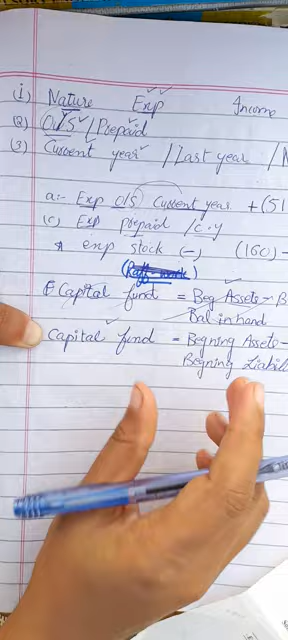 (i) Nature Exp Income
(2) O/S / Prepaid
(3) Current year / Last year / N
a:- Exp O/S Current year +(51
(c) Exp prepaid / c.y
* exp stock (-) (160) -
€ Capital fund = Beg Assets - B
Bal in hand
Capital fund = Begning Assets -
Begning Liabil